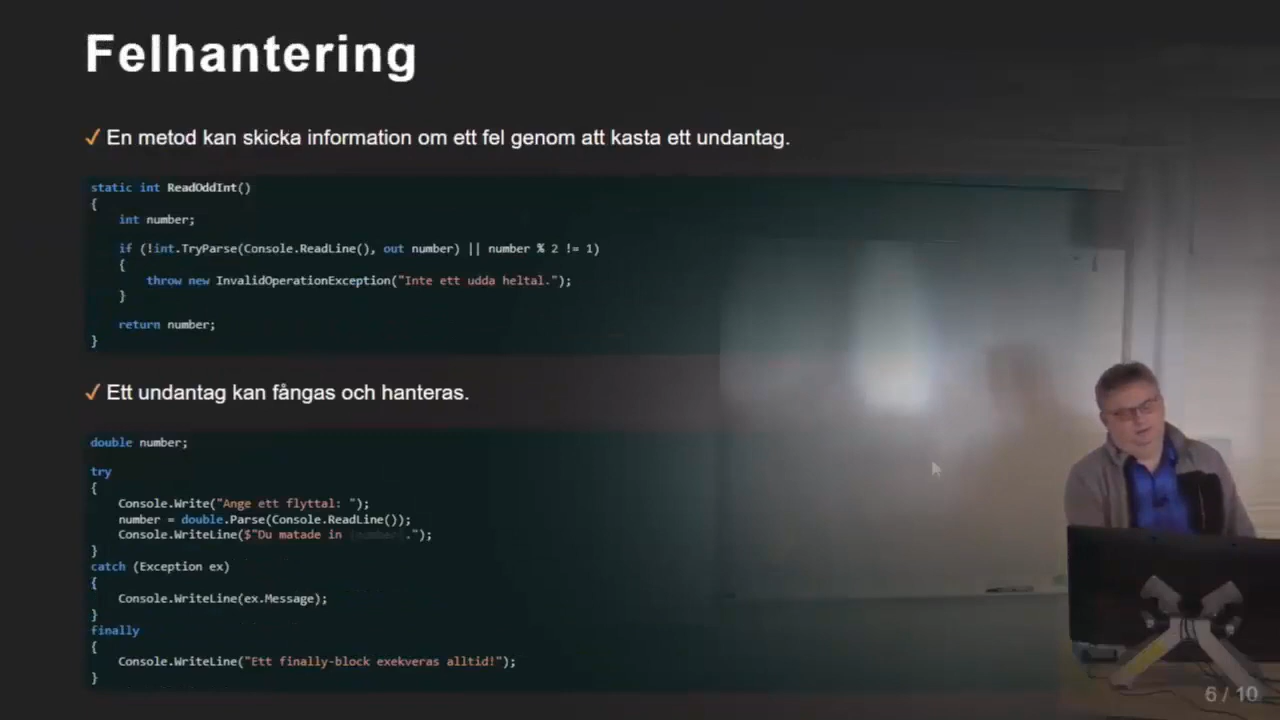 Felhantering
✓ En metod kan skicka information om ett fel genom att kasta ett undantag.
static int ReadOddInt()
{
int number;
if (!int.TryParse(Console.ReadLine(), out number) || number % 2 != 1)
{
throw new InvalidOperationException("Inte ett udda heltal.");
}
return number;
}
✓ Ett undantag kan fångas och hanteras.
double number;
try
{
Console.Write("Ange ett flyttal: ");
number = double.Parse(Console.ReadLine());
Console.WriteLine($"Du matade in {number}.");
}
catch (Exception ex)
{
Console.WriteLine(ex.Message);
}
finally
{
Console.WriteLine("Ett finally-block exekveras alltid!");
}
6 / 10